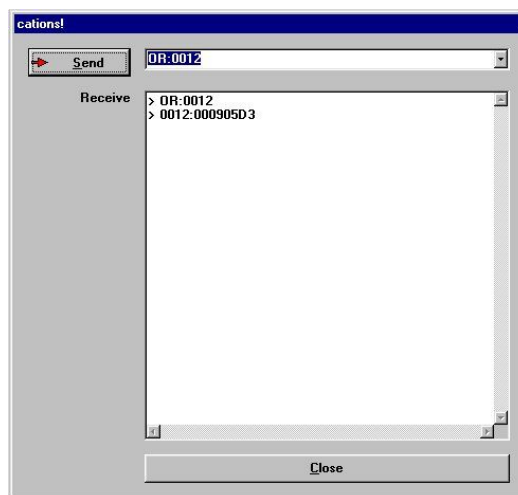 cations!
Send
OR:0012
Receive
> OR:0012
> 0012:000905D3
Close